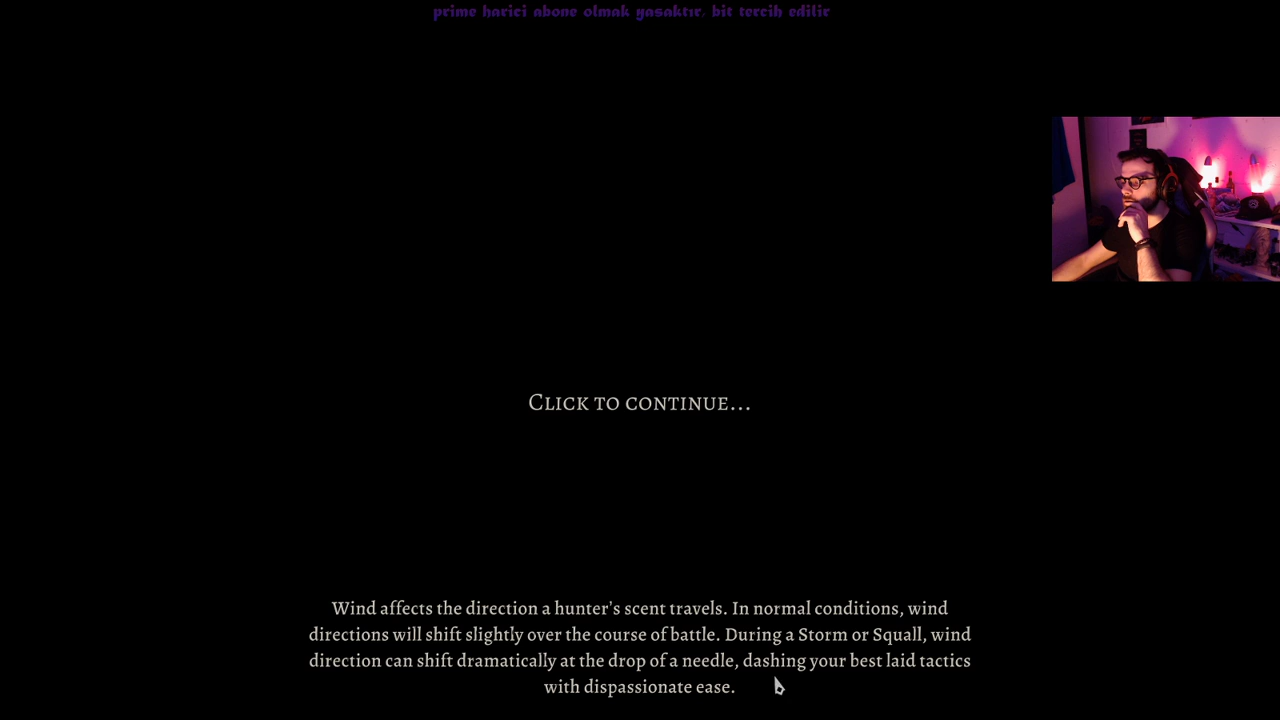 prime harici abone olmak yasaktır, bit tercih edilir
Click to continue...
Wind affects the direction a hunter's scent travels. In normal conditions, wind
directions will shift slightly over the course of battle. During a Storm or Squall, wind
direction can shift dramatically at the drop of a needle, dashing your best laid tactics
with dispassionate ease.